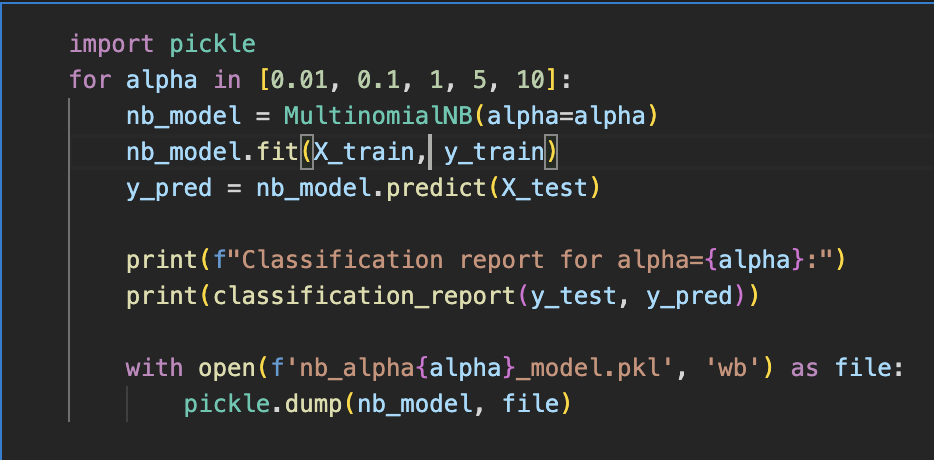 import pickle
for alpha in [0.01, 0.1, 1, 5, 10]:
    nb_model = MultinomialNB(alpha=alpha)
    nb_model.fit(X_train, y_train)
    y_pred = nb_model.predict(X_test)
    print(f"Classification report for alpha={alpha}:")
    print(classification_report(y_test, y_pred))
    with open(f'nb_alpha{alpha}_model.pkl', 'wb') as file:
        pickle.dump(nb_model, file)